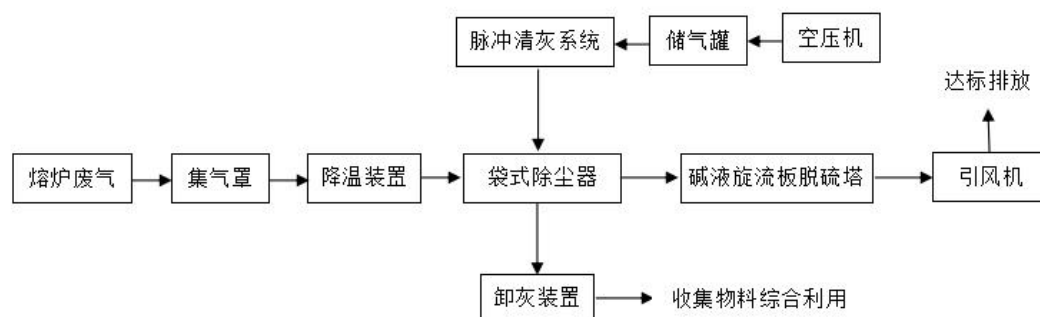 脉冲清灰系统
储气罐
空压机
达标排放
熔炉废气
集气罩
降温装置
袋式除尘器
碱液旋流板脱硫塔
引风机
卸灰装置
收集物料综合利用